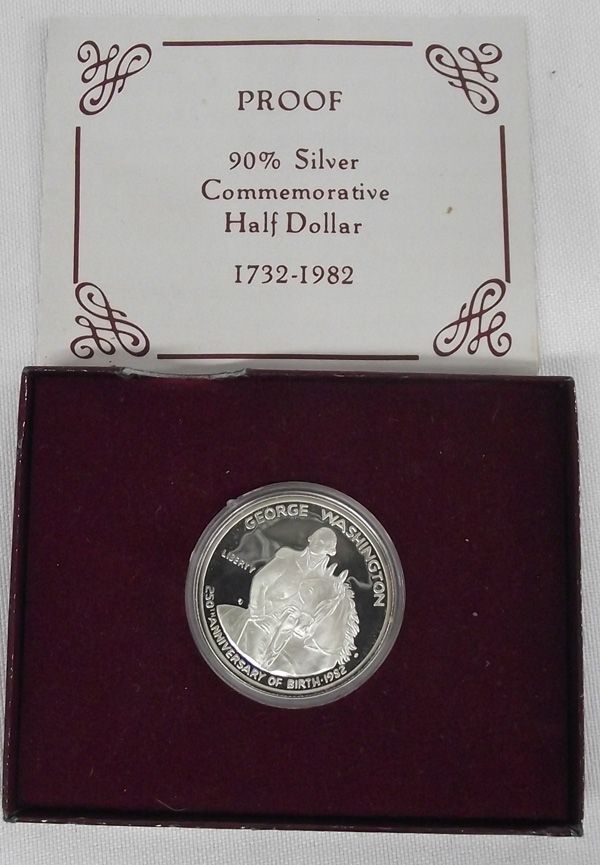 PROOF
90% Silver
Commemorative
Half Dollar
1732-1982
GEORGE WASHINGTON
LIBERTY
250TH ANNIVERSARY OF BIRTH·1982